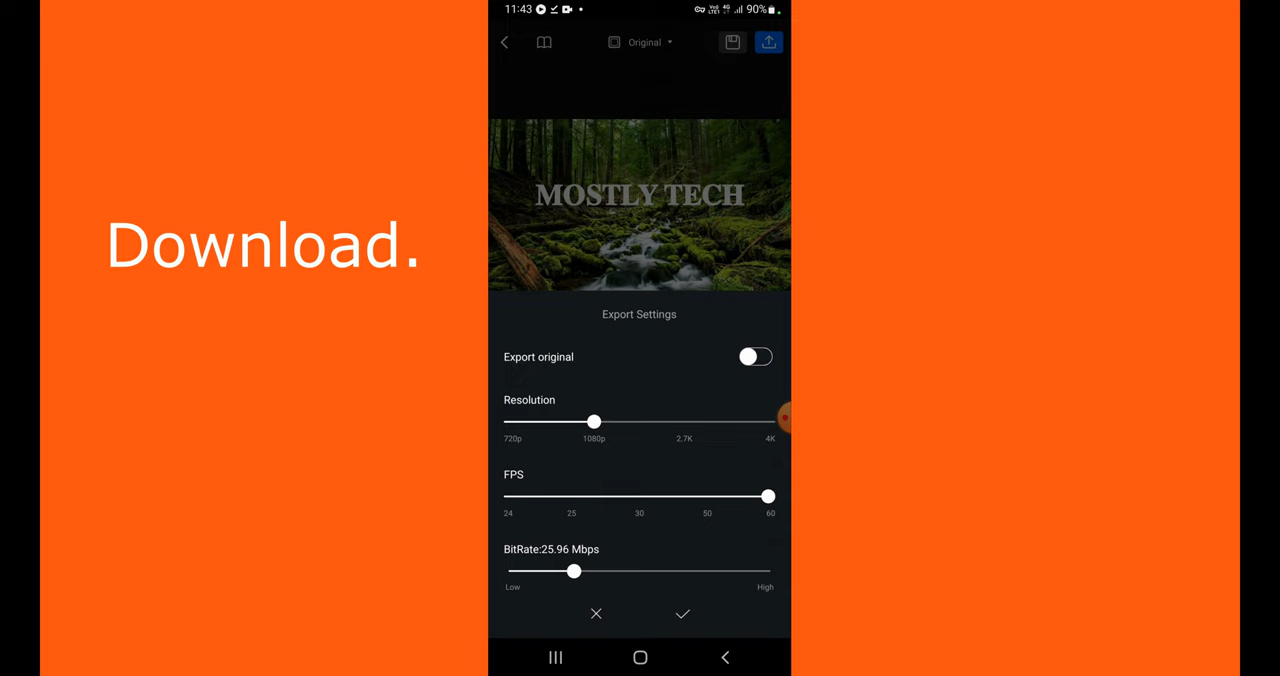 11:43
90%
Original
MOSTLY TECH
Download.
Export Settings
Export original
Resolution
720p 1080p 2.7K 4K
FPS
24 25 30 50 60
BitRate:25.96 Mbps
Low High